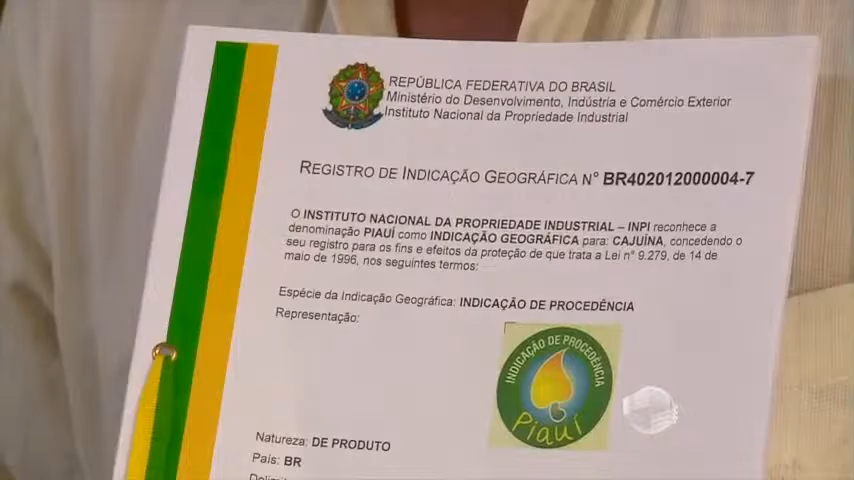 REPÚBLICA FEDERATIVA DO BRASIL
Ministério do Desenvolvimento, Indústria e Comércio Exterior
Instituto Nacional da Propriedade Industrial
REGISTRO DE INDICAÇÃO GEOGRÁFICA N° BR402012000004-7
O INSTITUTO NACIONAL DA PROPRIEDADE INDUSTRIAL – INPI reconhece a
denominação PIAUÍ como INDICAÇÃO GEOGRÁFICA para: CAJUÍNA, concedendo o
seu registro para os fins e efeitos da proteção de que trata a Lei n° 9.279, de 14 de
maio de 1996, nos seguintes termos:
Espécie da Indicação Geográfica: INDICAÇÃO DE PROCEDÊNCIA
Representação:
INDICAÇÃO DE PROCEDÊNCIA
Piauí
Natureza: DE PRODUTO
País: BR